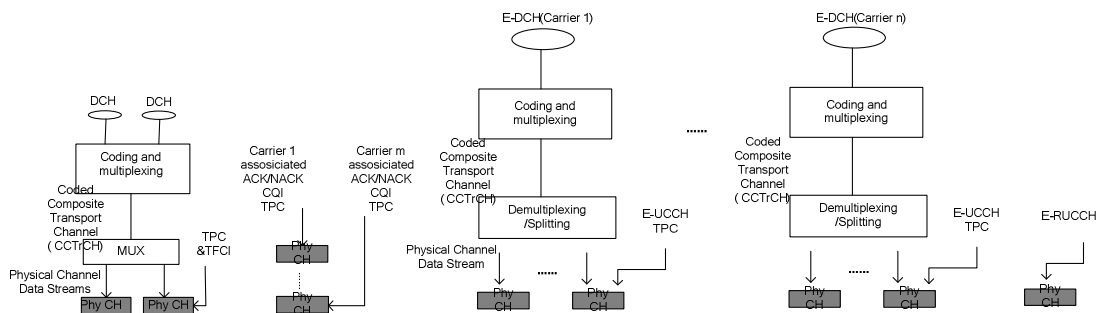 E-DCH(Carrier 1)
E-DCH(Carrier n)
DCH
DCH
Coding and
multiplexing
Coded
Composite
Transport
Channel
( CCTrCH)
MUX
TPC
&TFCI
Physical Channel
Data Streams
Phy CH
Phy CH
Carrier 1
assosiciated
ACK/NACK
CQI
TPC
Phy
CH
Carrier m
assosiciated
ACK/NACK
CQI
TPC
Phy
CH
Coding and
multiplexing
Coded
Composite
Transport
Channel
( CCTrCH)
Demultiplexing
/Splitting
E-UCCH
TPC
Physical Channel
Data Stream
......
Phy
CH
Phy
CH
......
Coding and
multiplexing
Coded
Composite
Transport
Channel
( CCTrCH)
Demultiplexing
/Splitting
E-UCCH
TPC
......
Phy
CH
Phy
CH
E-RUCCH
Phy
CH